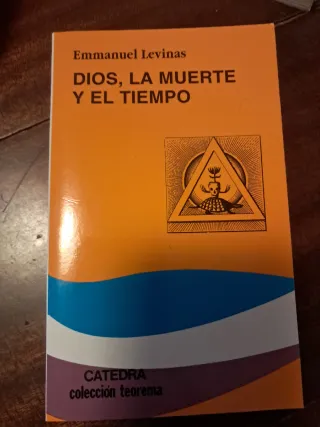 Emmanuel Levinas
DIOS, LA MUERTE
Y EL TIEMPO
CATEDRA
colección teorema